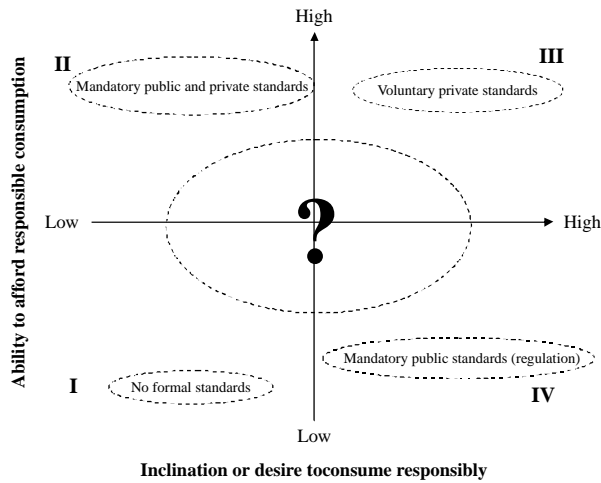 High
II
III
Mandatory public and private standards
Voluntary private standards
Ability to afford responsible consumption
?
Low
High
Mandatory public standards (regulation)
I
No formal standards
IV
Low
Inclination or desire toconsume responsibly